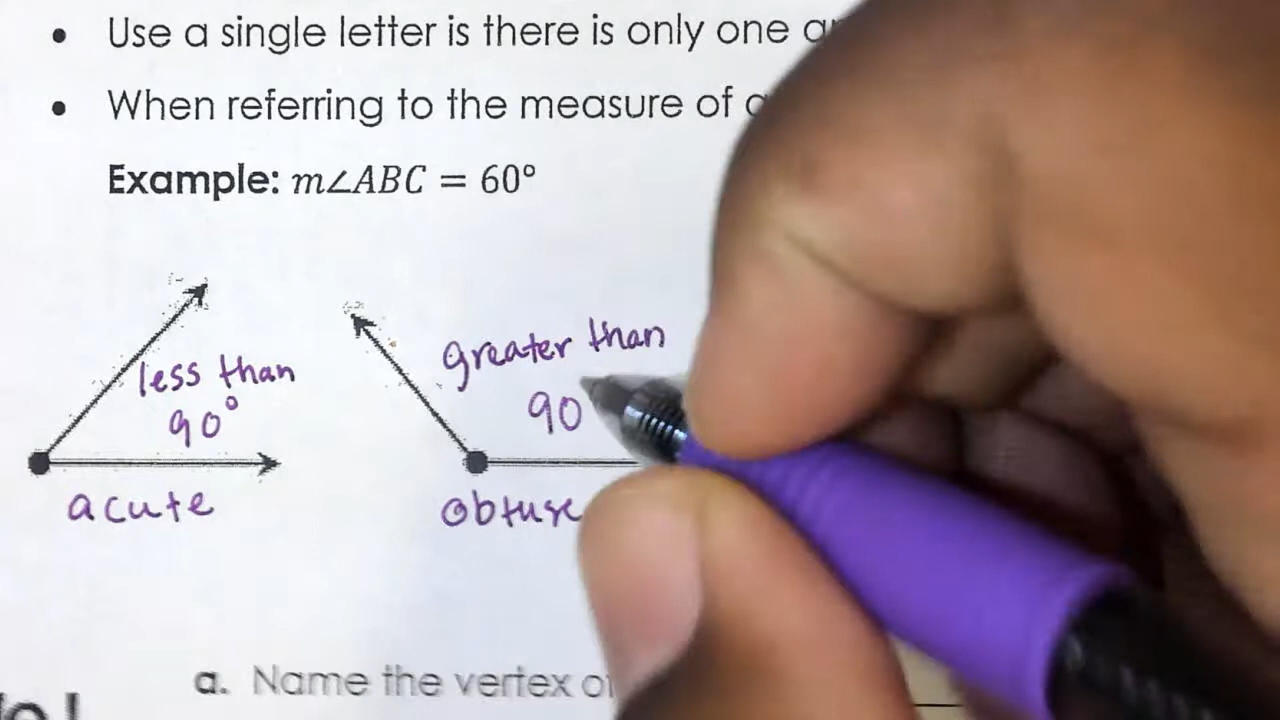 • Use a single letter is there is only one
• When referring to the measure of
Example: m∠ABC = 60°
less than
90°
acute
greater than
90
obtuse
a. Name the vertex